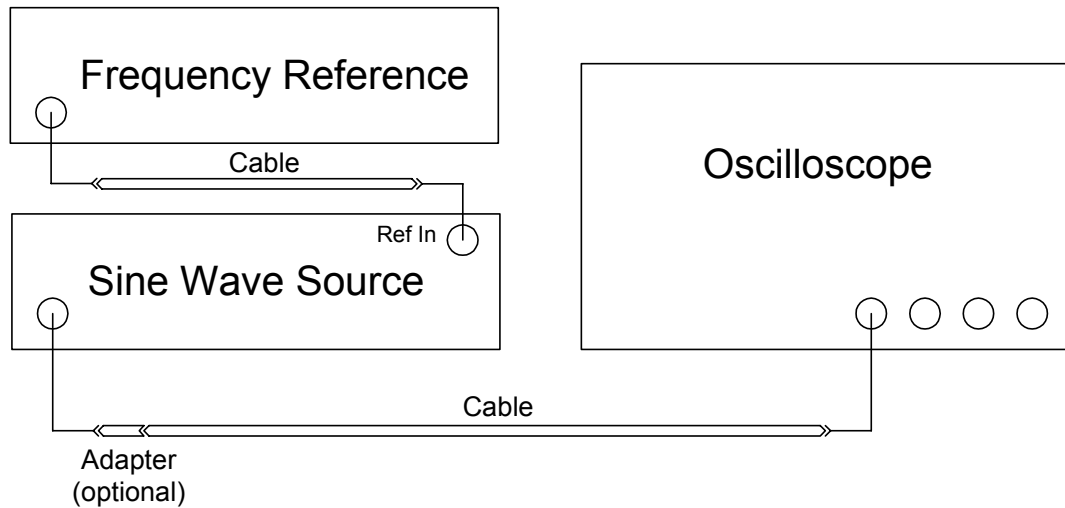 Frequency Reference
Cable
Oscilloscope
Ref In
Sine Wave Source
Cable
Adapter
(optional)